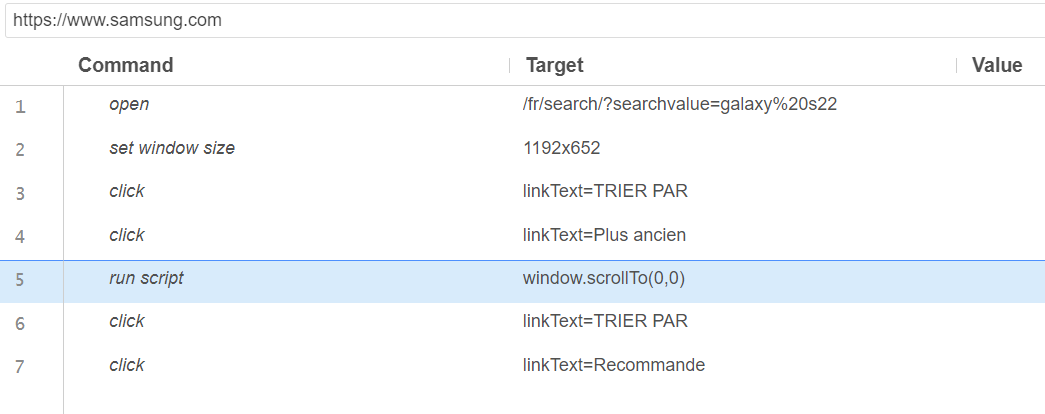 https://www.samsung.com
Command Target Value
1 open /fr/search/?searchvalue=galaxy%20s22
2 set window size 1192x652
3 click linkText=TRIER PAR
4 click linkText=Plus ancien
5 run script window.scrollTo(0,0)
6 click linkText=TRIER PAR
7 click linkText=Recommande